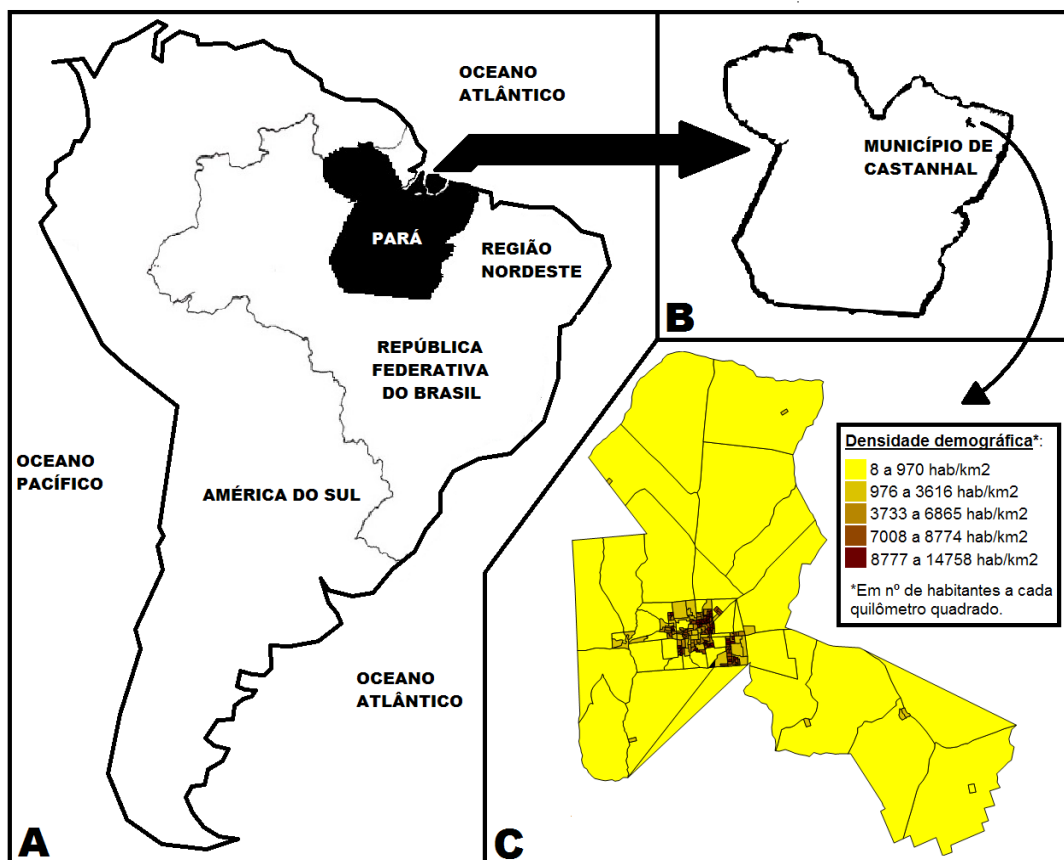 OCEANO
ATLÂNTICO
PARÁ
REGIÃO
NORDESTE
REPÚBLICA
FEDERATIVA
DO BRASIL
OCEANO
PACÍFICO
AMÉRICA DO SUL
OCEANO
ATLÂNTICO
A
MUNICÍPIO DE
CASTANHAL
B
Densidade demográfica*:
8 a 970 hab/km2
976 a 3616 hab/km2
3733 a 6865 hab/km2
7008 a 8774 hab/km2
8777 a 14758 hab/km2
*Em nº de habitantes a cada
quilômetro quadrado.
C